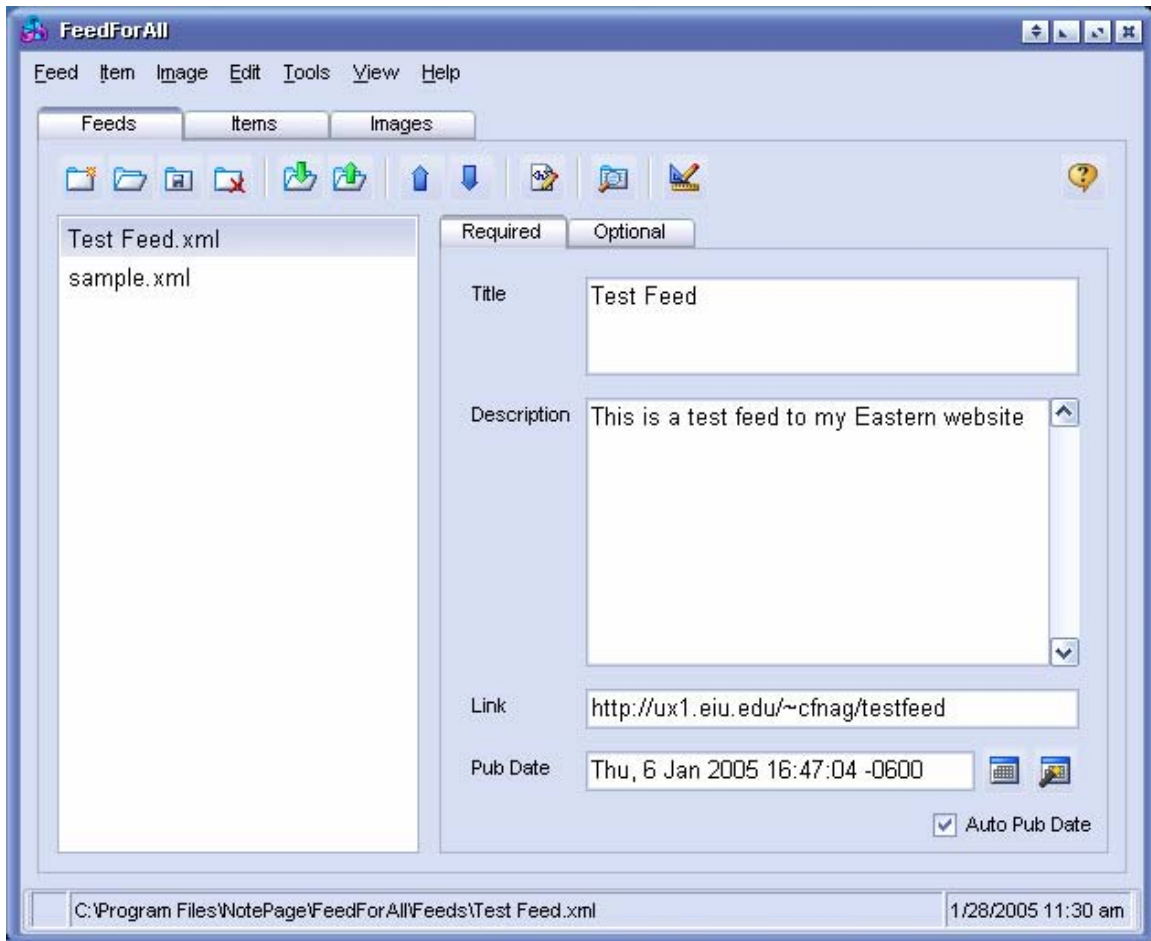 FeedForAll
Feed Item Image Edit Tools View Help
Feeds Items Images
Test Feed.xml
sample.xml
Required Optional
Title
Test Feed
Description
This is a test feed to my Eastern website
Link
http://ux1.eiu.edu/~cfnag/testfeed
Pub Date
Thu, 6 Jan 2005 16:47:04 -0600
Auto Pub Date
C:\Program Files\NotePage\FeedForAll\Feeds\Test Feed.xml
1/28/2005 11:30 am